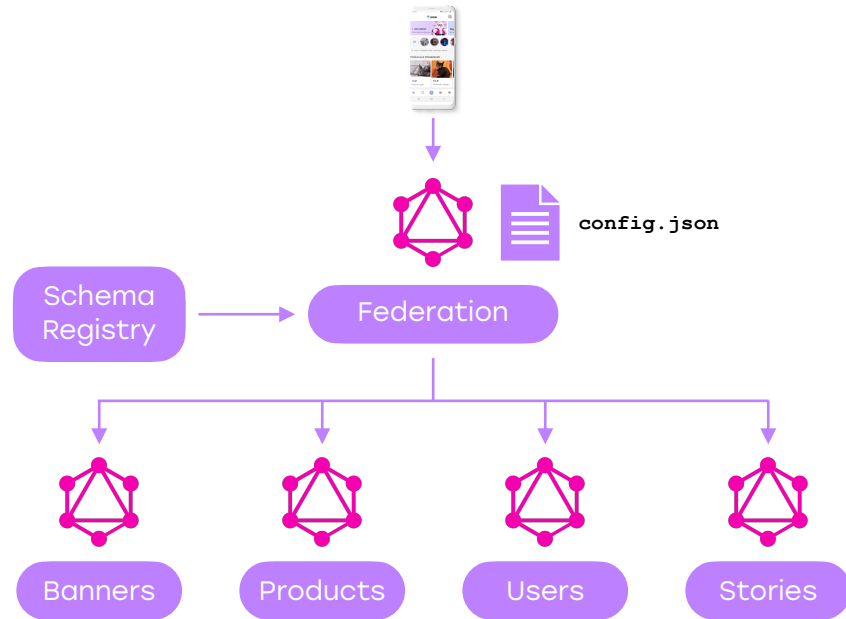 config.json
Schema
Registry
Federation
Banners
Products
Users
Stories